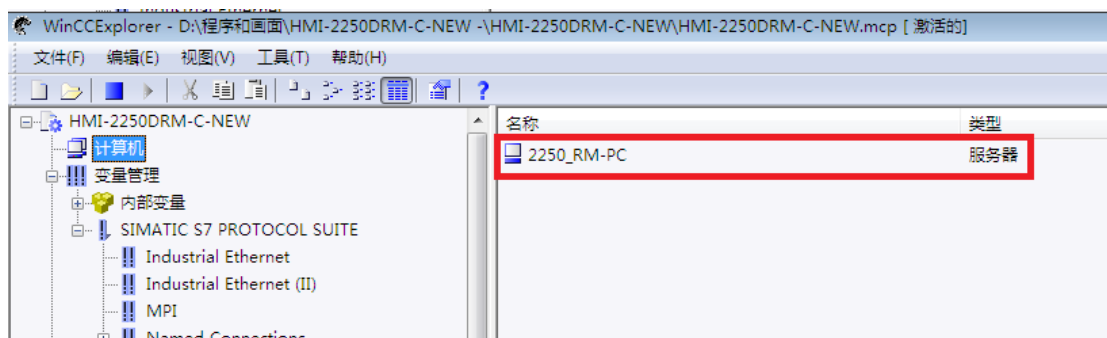 WinCCExplorer - D:\程序和画面\HMI-2250DRM-C-NEW -\HMI-2250DRM-C-NEW\HMI-2250DRM-C-NEW.mcp [ 激活的]
文件(F) 编辑(E) 视图(V) 工具(T) 帮助(H)
HMI-2250DRM-C-NEW
计算机
变量管理
内部变量
SIMATIC S7 PROTOCOL SUITE
Industrial Ethernet
Industrial Ethernet (II)
MPI
Named Connections
名称 类型
2250_RM-PC 服务器